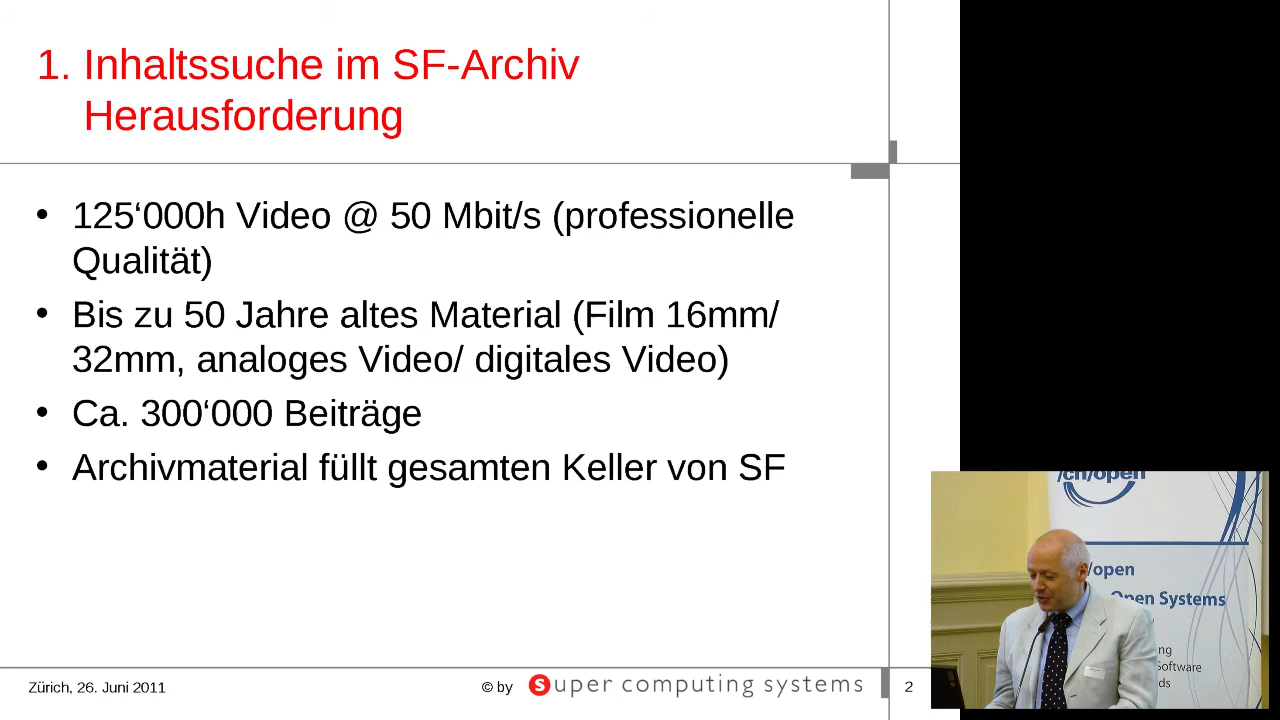 1. Inhaltssuche im SF-Archiv
Herausforderung
• 125‘000h Video @ 50 Mbit/s (professionelle
Qualität)
• Bis zu 50 Jahre altes Material (Film 16mm/
32mm, analoges Video/ digitales Video)
• Ca. 300‘000 Beiträge
• Archivmaterial füllt gesamten Keller von SF
/ch/open
/open
Open Systems
Zürich, 26. Juni 2011
© by
Super computing systems
2